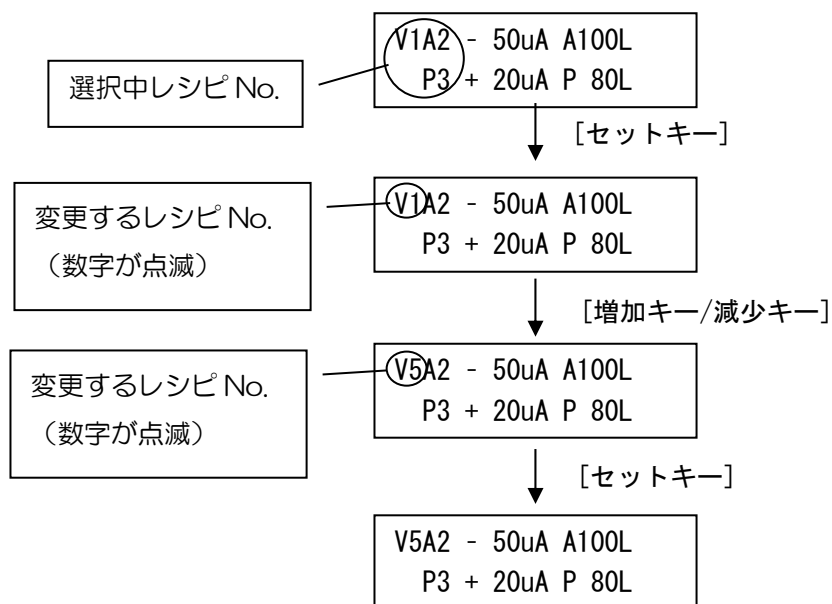 V1A2 - 50uA A100L
P3 + 20uA P 80L
選択中レシピ No.
[セットキー]
V1A2 - 50uA A100L
P3 + 20uA P 80L
変更するレシピ No.
（数字が点滅）
[増加キー/減少キー]
V5A2 - 50uA A100L
P3 + 20uA P 80L
変更するレシピ No.
（数字が点滅）
[セットキー]
V5A2 - 50uA A100L
P3 + 20uA P 80L